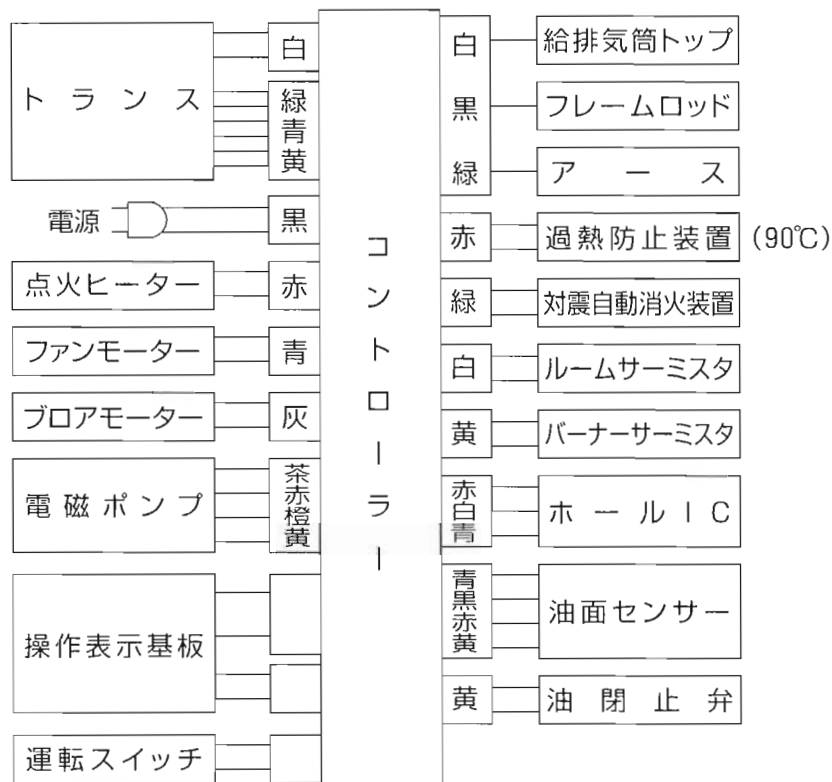 トランス
白
緑
青
黄
電源
黒
点火ヒーター
赤
ファンモーター
青
ブロアモーター
灰
電磁ポンプ
茶
赤
橙
黄
操作表示基板
運転スイッチ
コントローラー
白
給排気筒トップ
黒
フレームロッド
緑
アース
赤
過熱防止装置 (90℃)
緑
対震自動消火装置
白
ルームサーミスタ
黄
バーナーサーミスタ
赤
白
青
ホールIC
青
黒
赤
黄
油面センサー
黄
油閉止弁